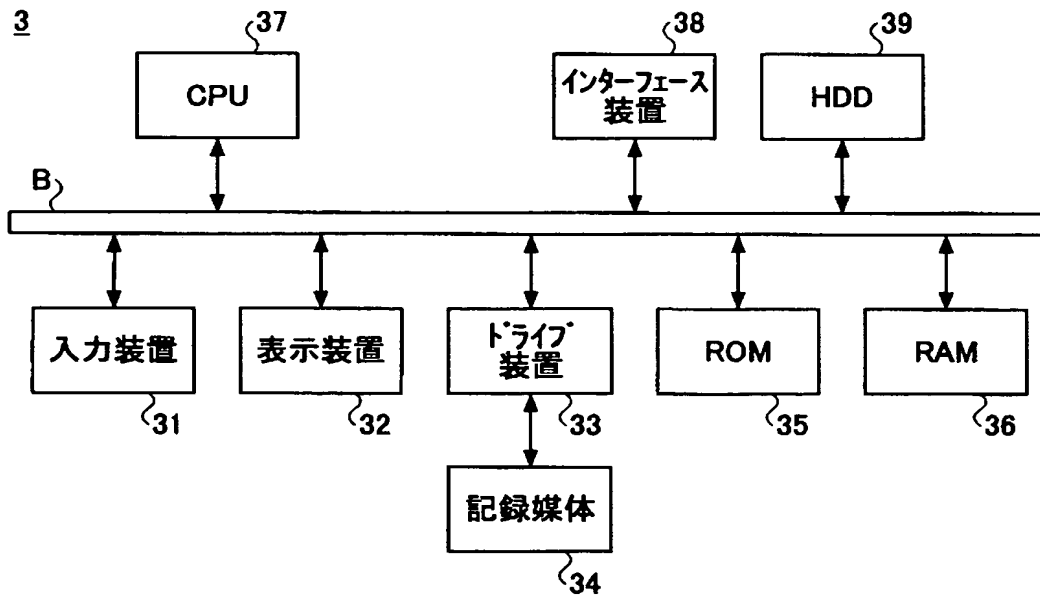 3
37
38
39
CPU
インターフェース
装置
HDD
B
入力装置
表示装置
ドライブ
装置
ROM
RAM
31
32
33
35
36
記録媒体
34